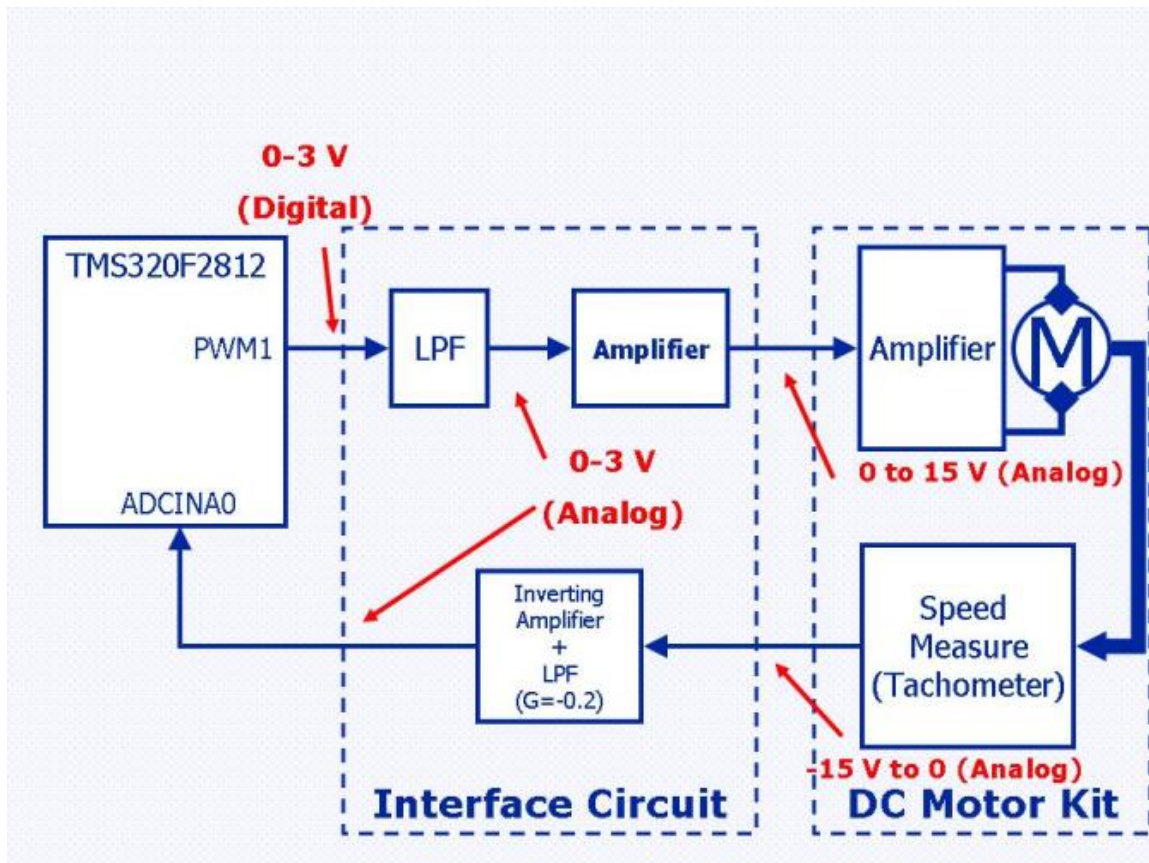 0-3 V
(Digital)
TMS320F2812
PWM1
LPF
Amplifier
Amplifier
M
0-3 V
(Analog)
0 to 15 V (Analog)
ADCINA0
Inverting
Amplifier
+
LPF
(G=-0.2)
Speed
Measure
(Tachometer)
-15 V to 0 (Analog)
Interface Circuit
DC Motor Kit